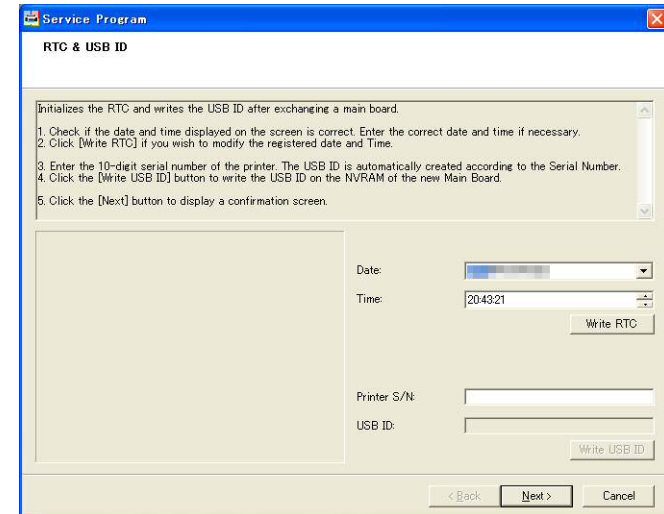 Service Program
RTC & USB ID
Initializes the RTC and writes the USB ID after exchanging a main board.
1. Check if the date and time displayed on the screen is correct. Enter the correct date and time if necessary.
2. Click [Write RTC] if you wish to modify the registered date and Time.
3. Enter the 10-digit serial number of the printer. The USB ID is automatically created according to the Serial Number.
4. Click the [Write USB ID] button to write the USB ID on the NVRAM of the new Main Board.
5. Click the [Next] button to display a confirmation screen.
Date:
Time: 20:43:21
Write RTC
Printer S/N:
USB ID:
Write USB ID
< Back Next > Cancel